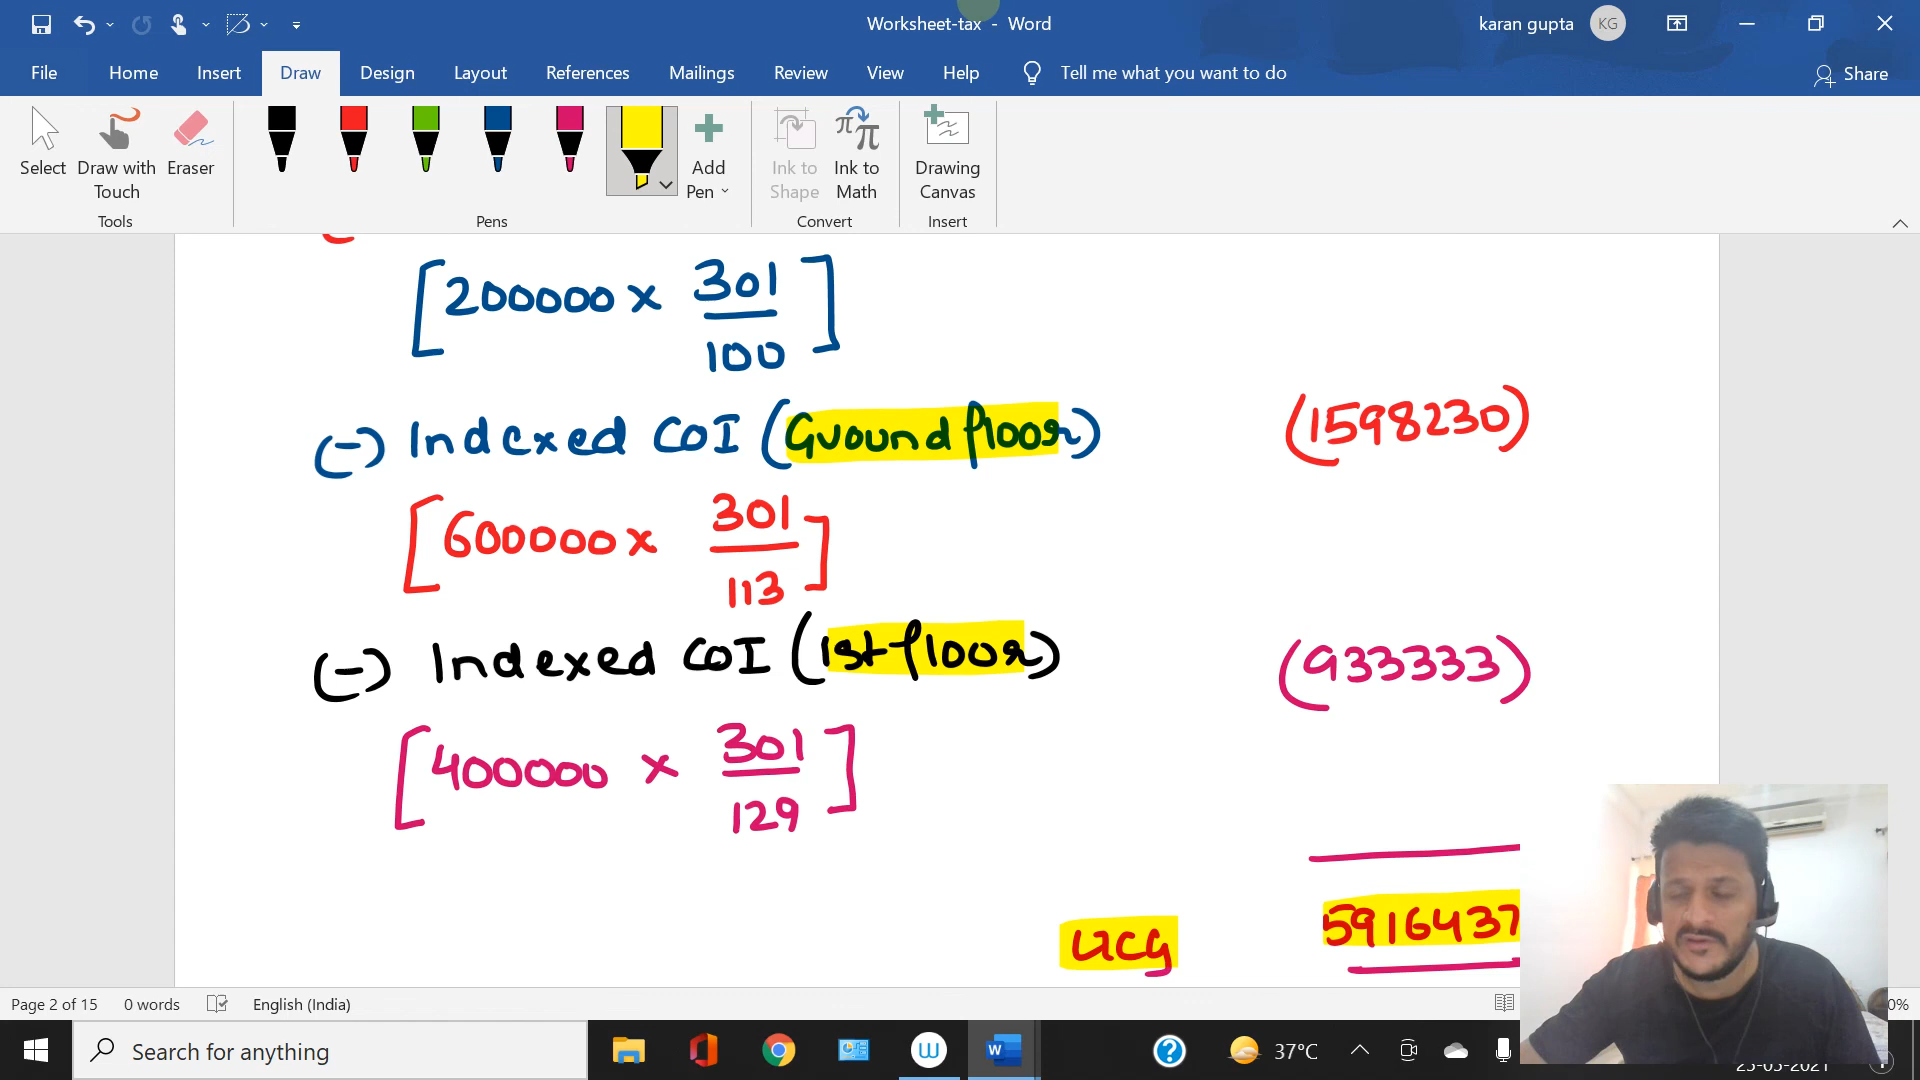 Worksheet-tax - Word
karan gupta KG
File Home Insert Draw Design Layout References Mailings Review View Help Tell me what you want to do Share
Select Draw with Touch Eraser Add Pen Ink to Shape Ink to Math Drawing Canvas
Tools Pens Convert Insert
[200000 x 301/100]
(-) Indexed COI (Ground floor) (1598230)
[600000 x 301/113]
(-) Indexed COI (1st floor) (933333)
[400000 x 301/129]
LTCG 5916437
Page 2 of 15 0 words English (India) 0%
Search for anything
W
37°C
25-05-2021